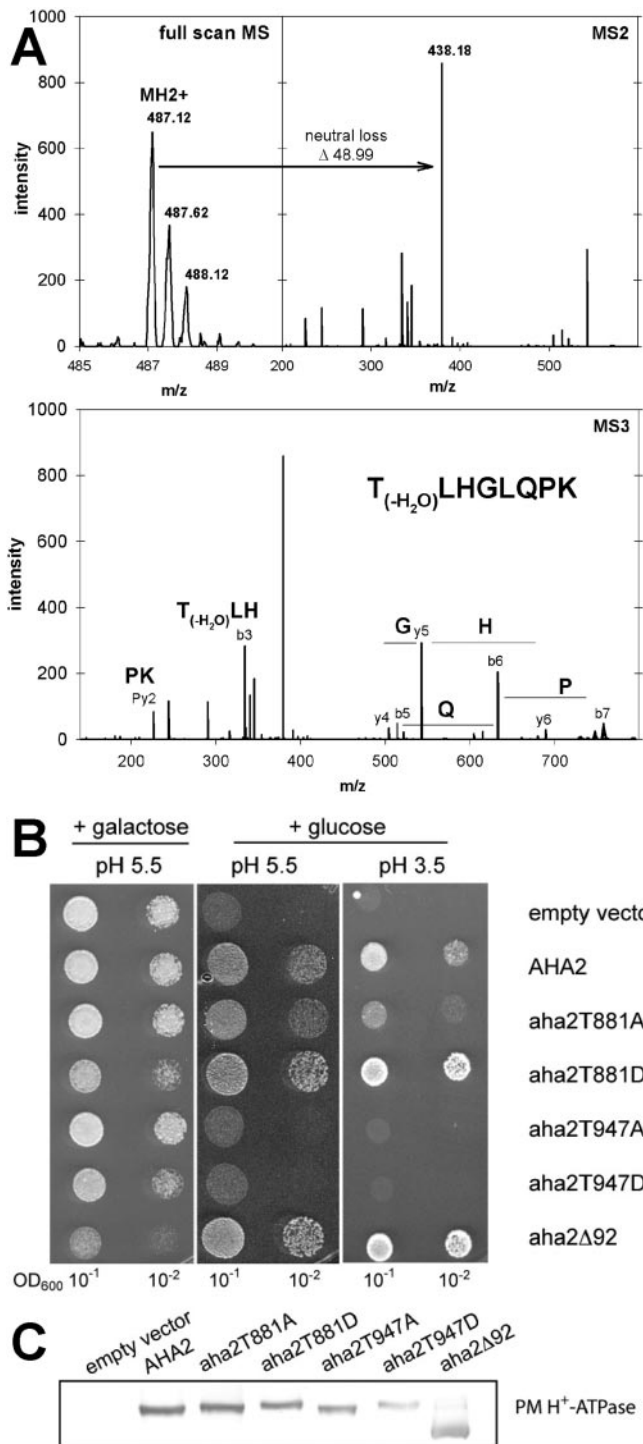 A
full scan MS
MS2
MH2+
487.12
487.62
488.12
438.18
neutral loss
Δ 48.99
intensity
1000
800
600
400
200
0
485 487 489 200 300 400 500
m/z m/z
MS3
T(-H2O)LHGLQPK
T(-H2O)LH
b3
PK
Py2
G y5 H
b6
P
y4 b5 Q y6 b7
intensity
1000
800
600
400
200
0
200 300 400 500 600 700
m/z
B
+ galactose + glucose
pH 5.5 pH 5.5 pH 3.5
empty vecto
AHA2
aha2T881A
aha2T881D
aha2T947A
aha2T947D
aha2Δ92
OD600 10-1 10-2 10-1 10-2 10-1 10-2
C
empty vector
AHA2
aha2T881A
aha2T881D
aha2T947A
aha2T947D
aha2Δ92
PM H+-ATPase